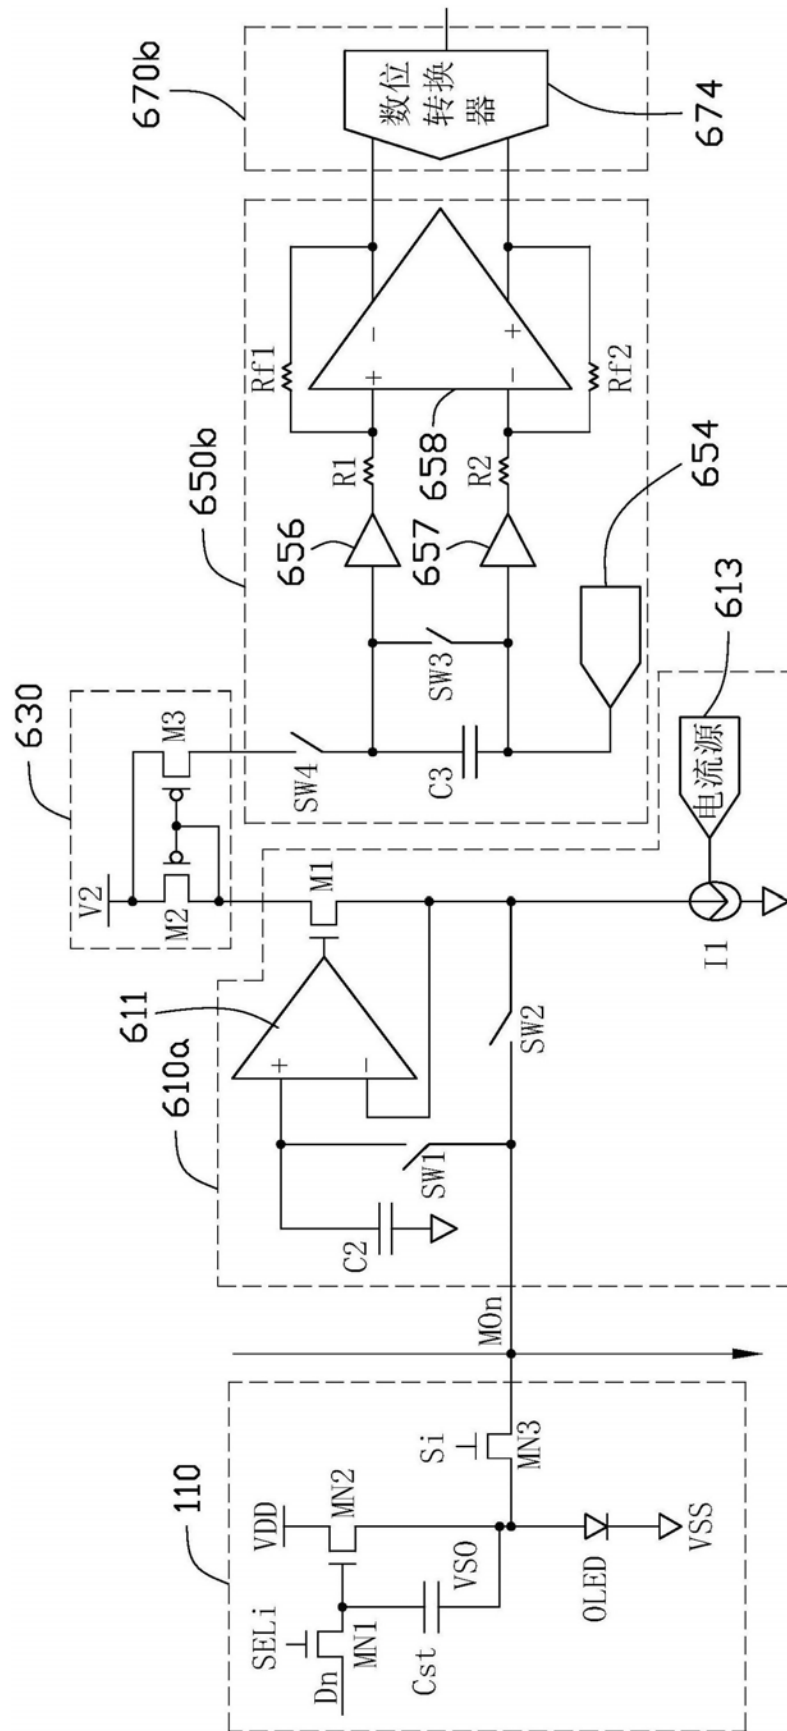 110
SELi
Dn
MN1
VDD
MN2
Cst
VSO
OLED
VSS
Si
MN3
MOn
610a
611
+
-
C2
SW1
SW2
M1
I1
电流源
613
630
V2
M2
M3
650b
SW4
C3
SW3
656
657
R1
R2
658
Rf1
Rf2
+
-
-
+
654
670b
数位
转换
器
674